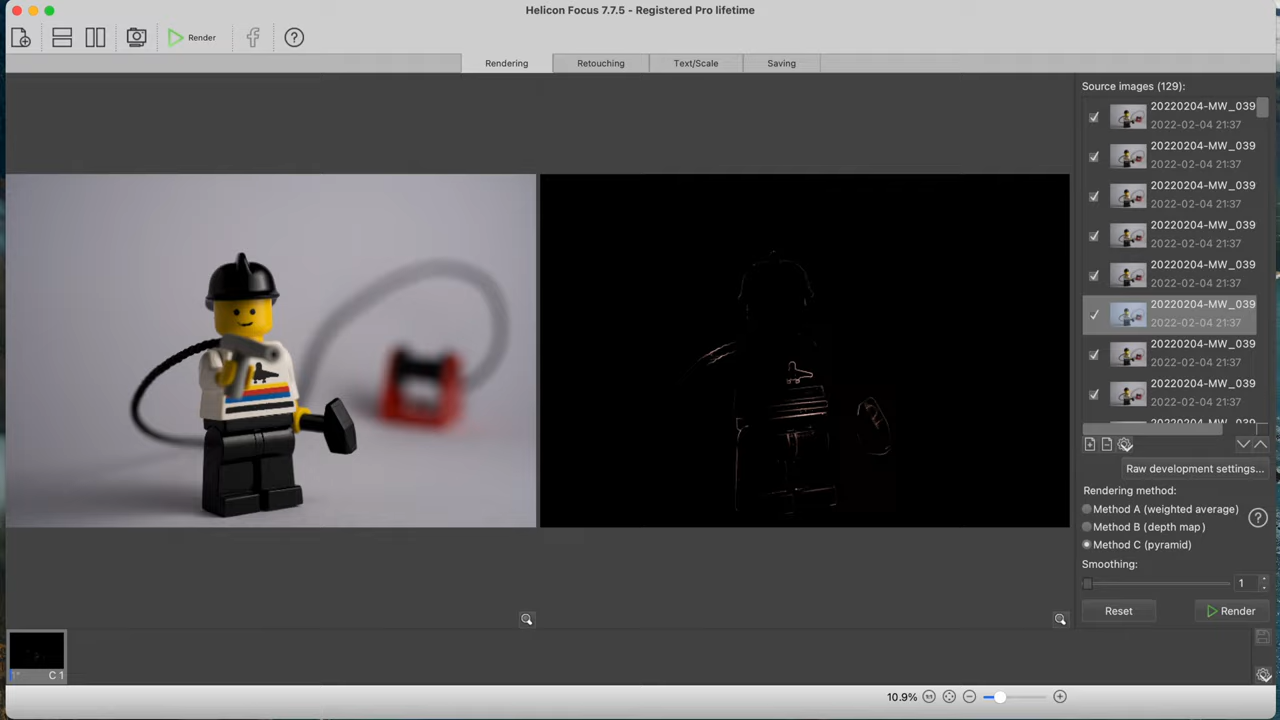 Helicon Focus 7.7.5 - Registered Pro lifetime
Render
Rendering
Retouching
Text/Scale
Saving
Source images (129):
20220204-MW_039
2022-02-04 21:37
20220204-MW_039
2022-02-04 21:37
20220204-MW_039
2022-02-04 21:37
20220204-MW_039
2022-02-04 21:37
20220204-MW_039
2022-02-04 21:37
20220204-MW_039
2022-02-04 21:37
20220204-MW_039
2022-02-04 21:37
20220204-MW_039
2022-02-04 21:37
Raw development settings...
Rendering method:
Method A (weighted average)
Method B (depth map)
Method C (pyramid)
Smoothing:
1
Reset
Render
C 1
10.9%